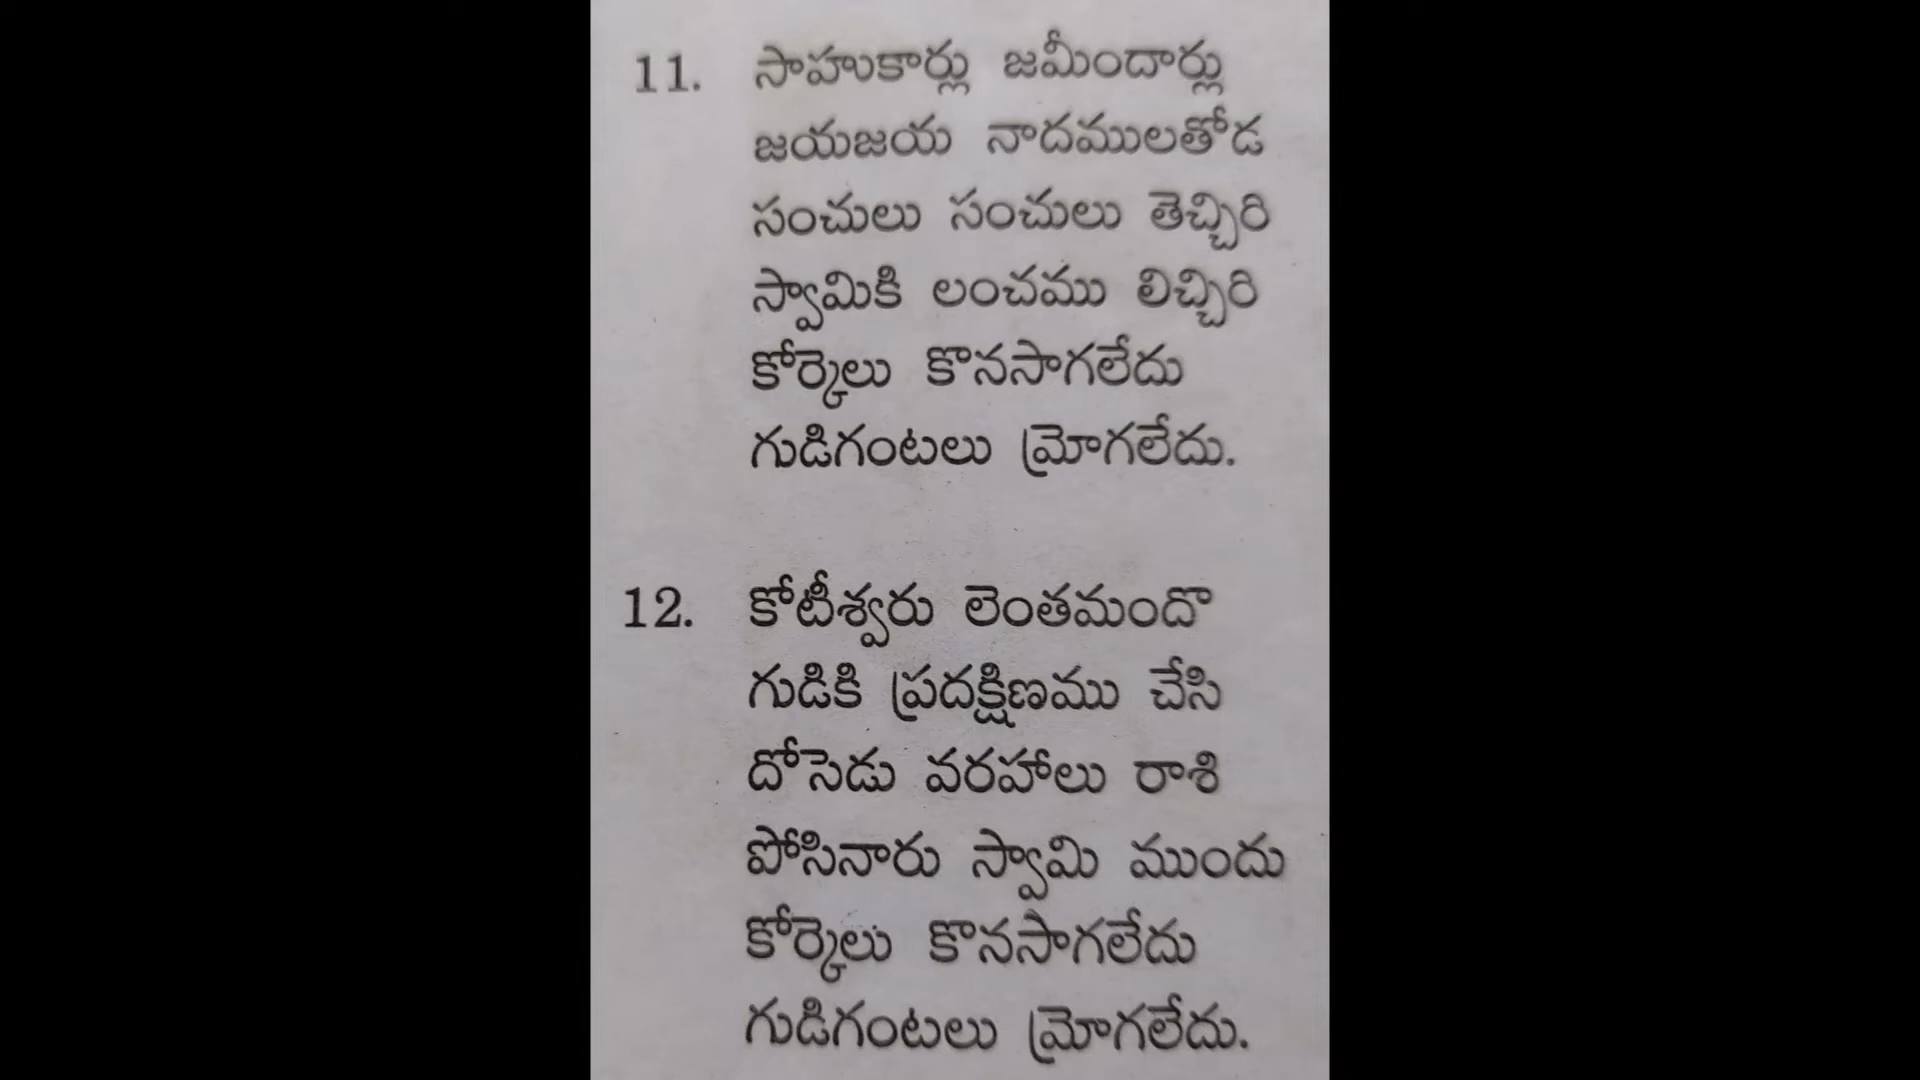 11. సాహుకార్లు జమీందార్లు
జయజయ నాదములతోడ
సంచులు సంచులు తెచ్చిరి
స్వామికి లంచము లిచ్చిరి
కోర్కెలు కొనసాగలేదు
గుడిగంటలు మ్రోగలేదు.
12. కోటీశ్వరు లెంతమందొ
గుడికి ప్రదక్షిణము చేసి
దోసెడు వరహాలు రాశి
పోసినారు స్వామి ముందు
కోర్కెలు కొనసాగలేదు
గుడిగంటలు మ్రోగలేదు.